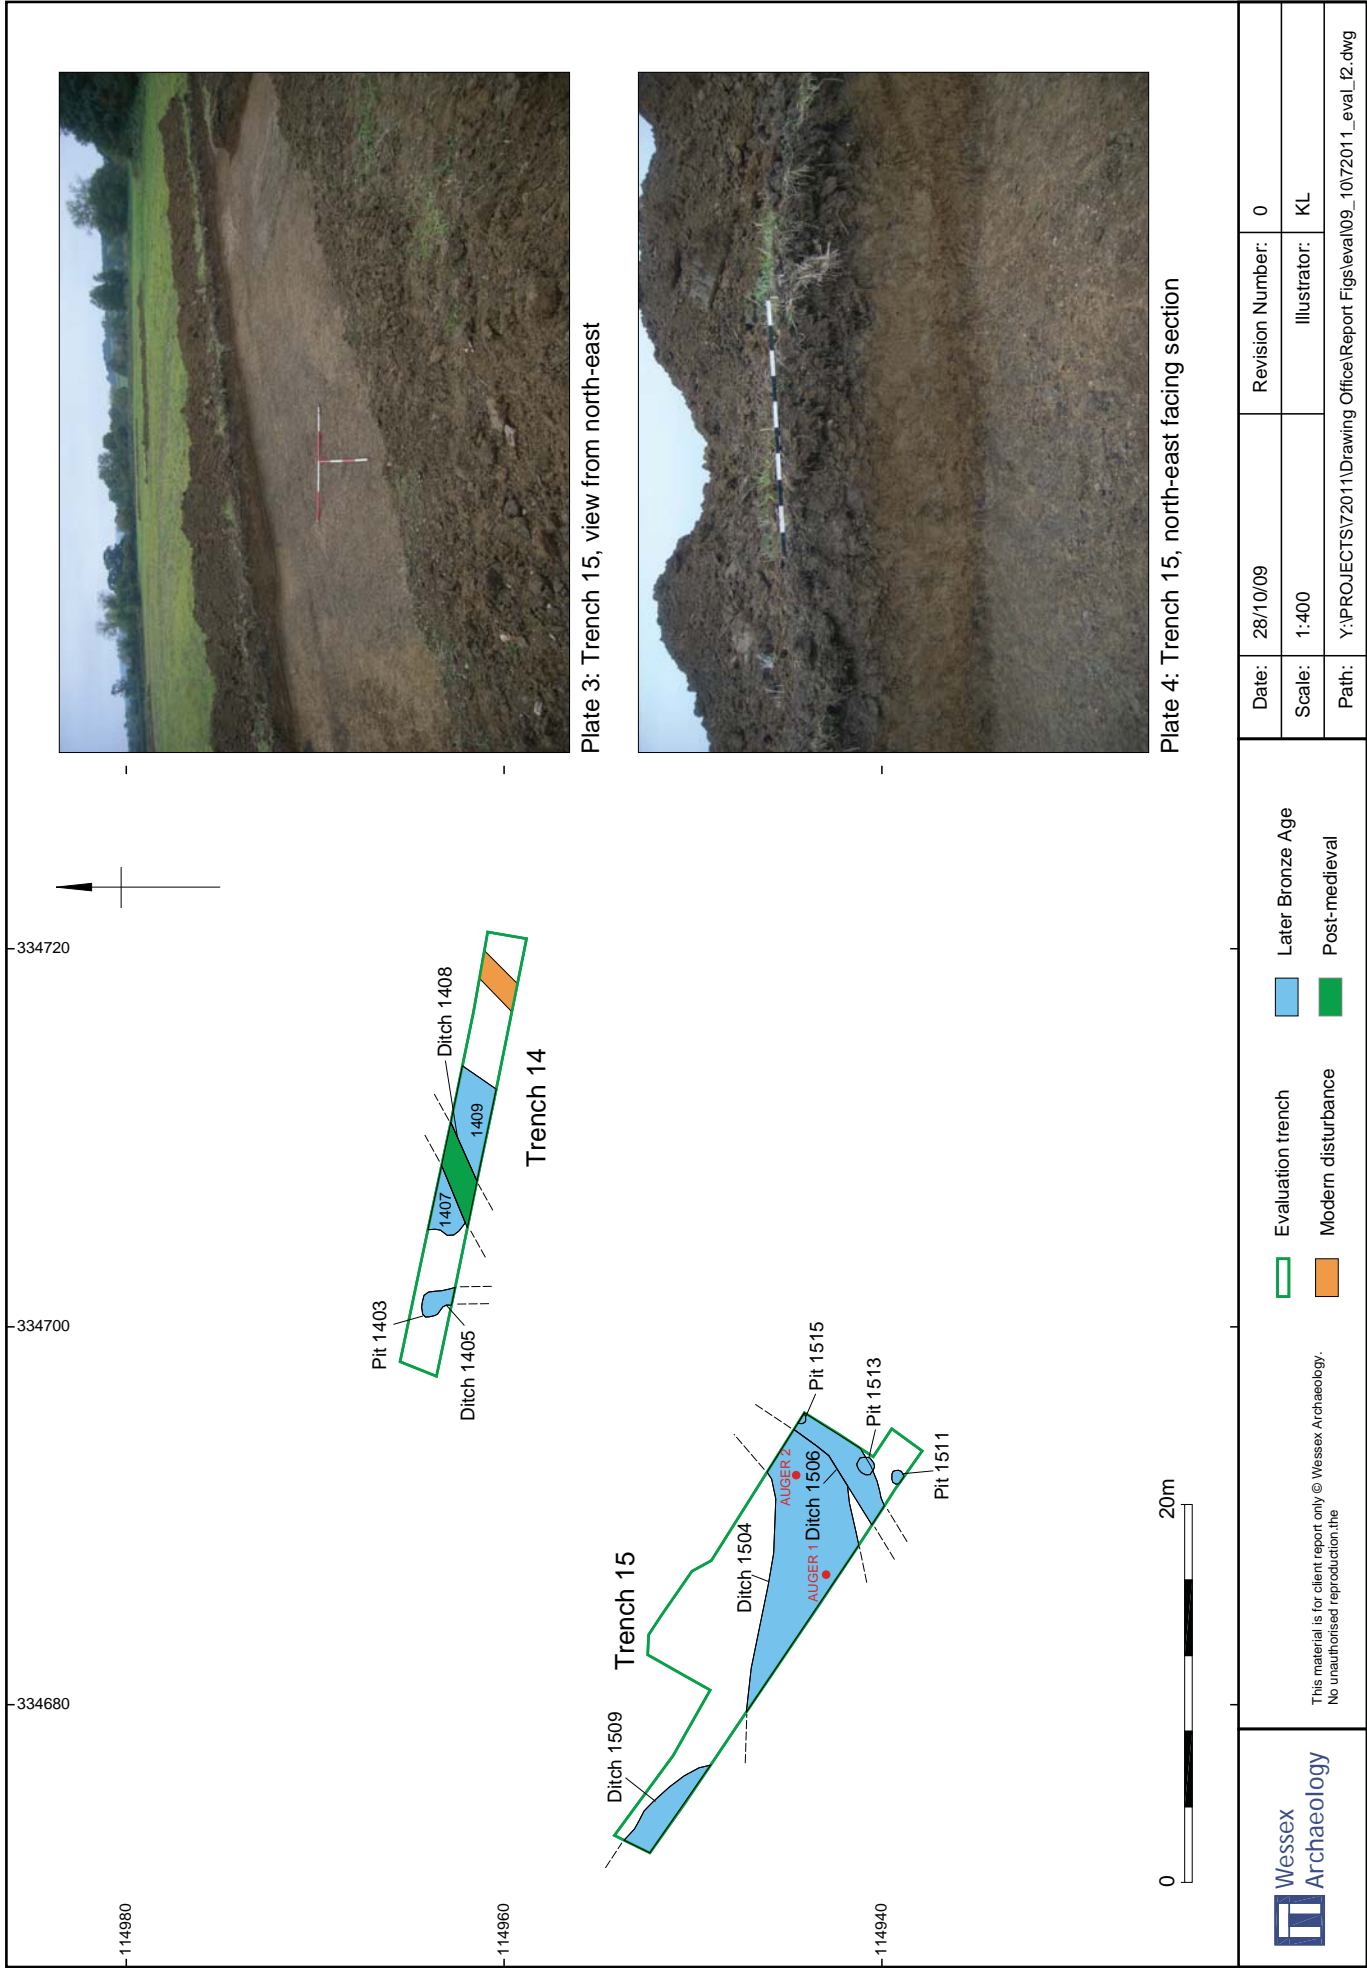 334680
334700
334720
114980
114960
114940
Trench 14
Pit 1403
Ditch 1405
1407
Ditch 1408
1409
Trench 15
Ditch 1509
Ditch 1504
AUGER 1
Ditch 1506
AUGER 2
Pit 1515
Pit 1513
Pit 1511
0
20m
Plate 3: Trench 15, view from north-east
Plate 4: Trench 15, north-east facing section
Wessex
Archaeology
This material is for client report only © Wessex Archaeology.
No unauthorised reproduction.the
Evaluation trench
Modern disturbance
Later Bronze Age
Post-medieval
Date: 28/10/09 Revision Number: 0
Scale: 1:400 Illustrator: KL
Path: Y:\PROJECTS\72011\Drawing Office\Report Figs\eval\09_10\72011_eval_f2.dwg